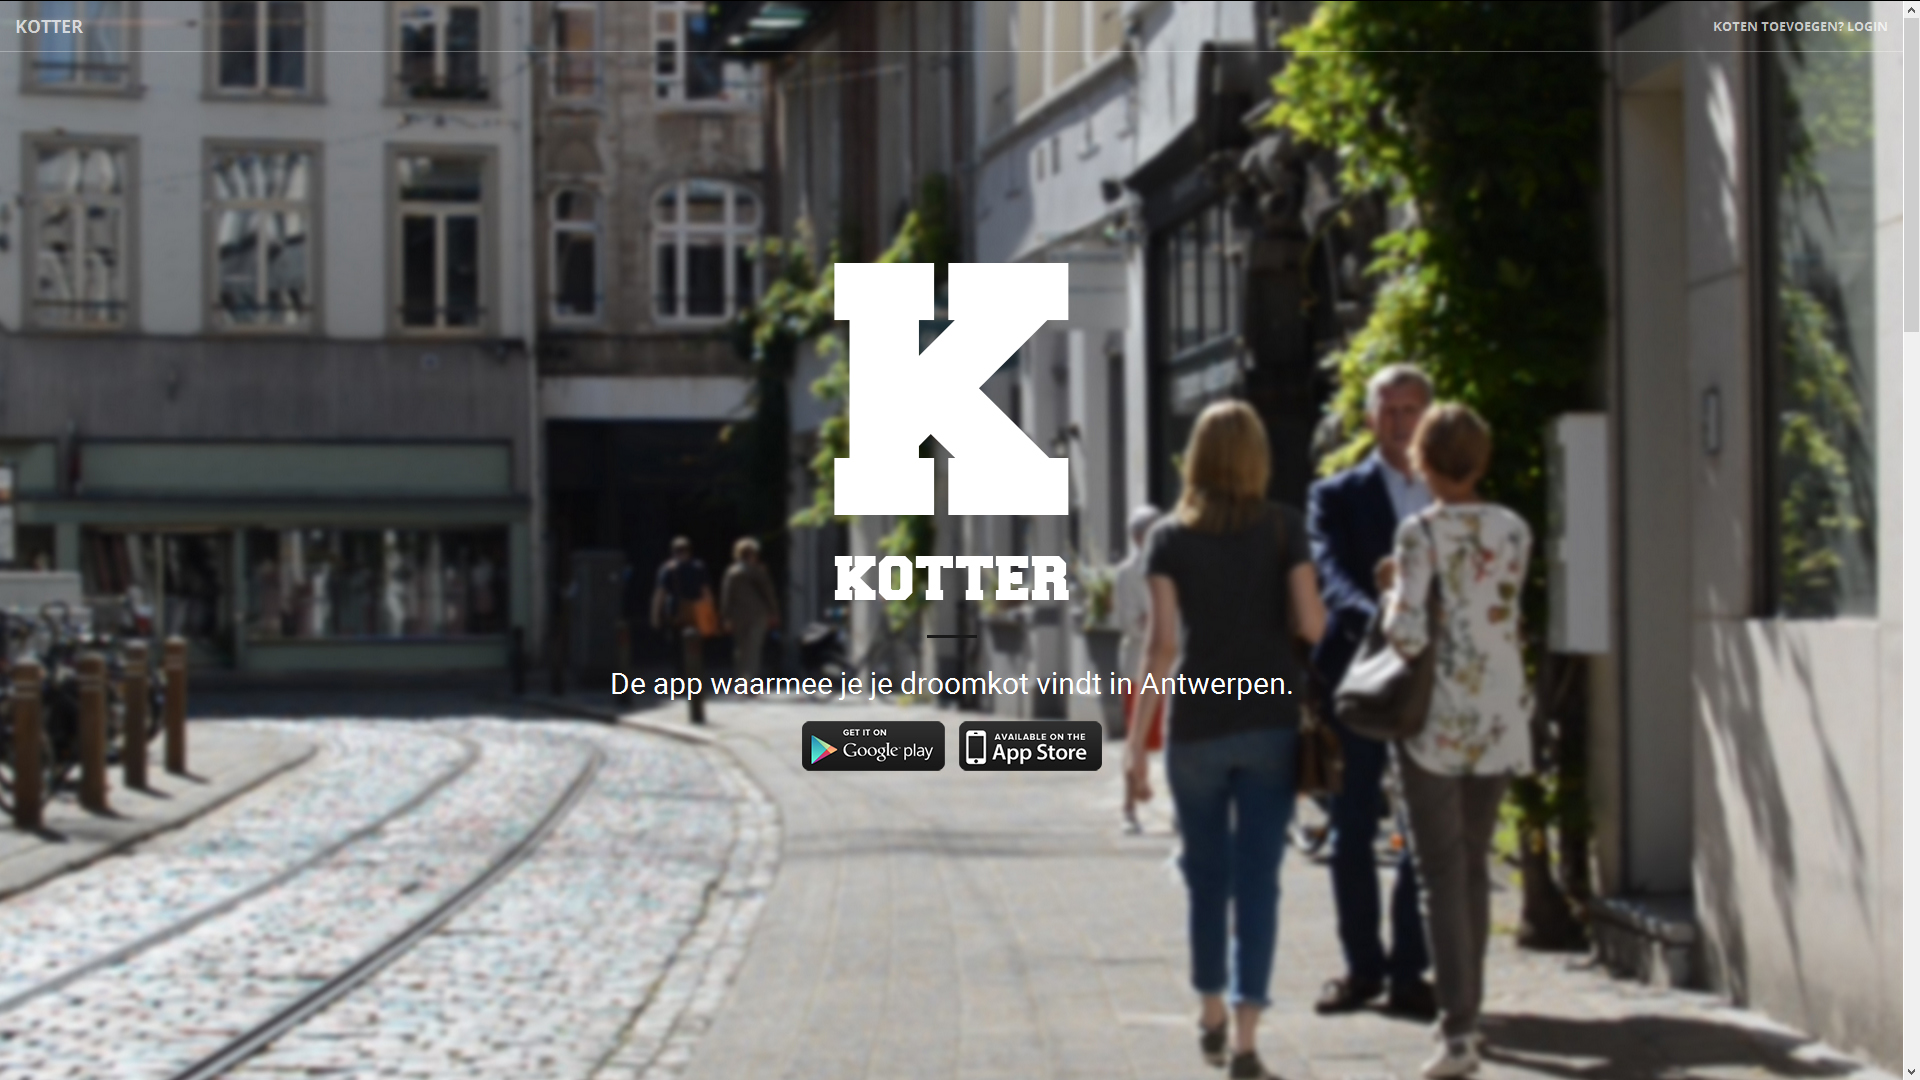 KOTTER
KOTEN TOEVOEGEN? LOGIN
K
KOTTER
De app waarmee je je droomkot vindt in Antwerpen.
GET IT ON
Google play
AVAILABLE ON THE
App Store